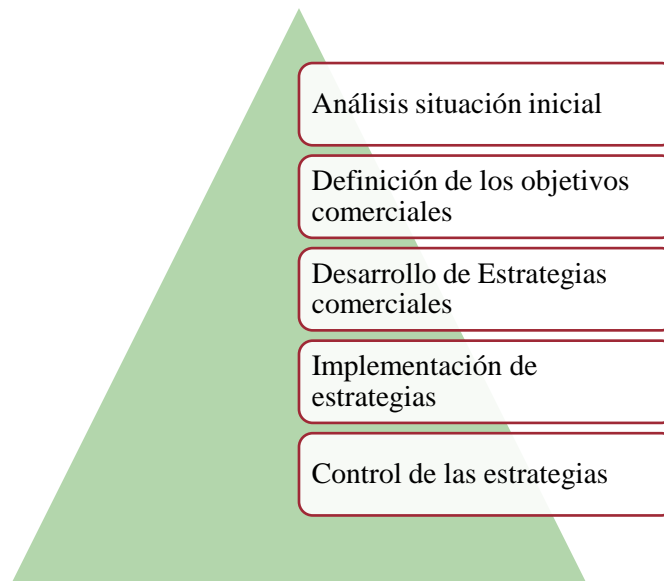 Análisis situación inicial
Definición de los objetivos
comerciales
Desarrollo de Estrategias
comerciales
Implementación de
estrategias
Control de las estrategias